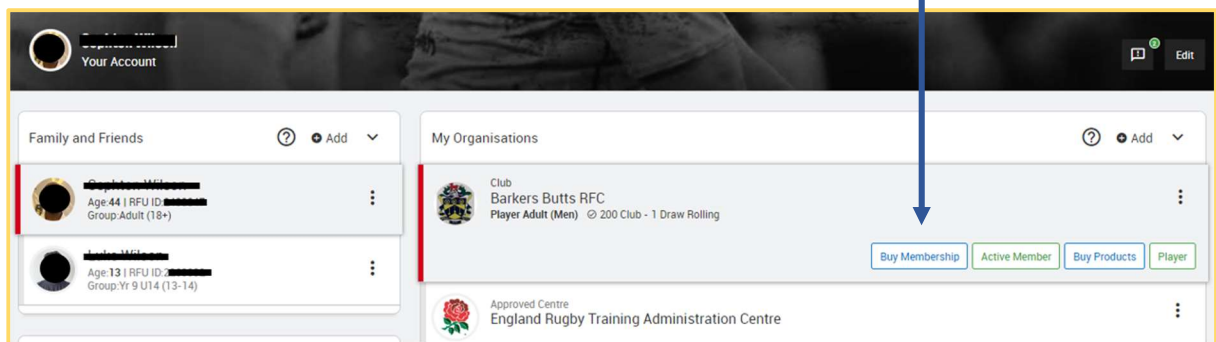 Your Account
2
Edit
Family and Friends
Add
Age:44 | RFU ID:
Group:Adult (18+)
Age:13 | RFU ID:2
Group:Yr 9 U14 (13-14)
My Organisations
Add
Club
Barkers Butts RFC
Player Adult (Men) 200 Club - 1 Draw Rolling
Buy Membership Active Member Buy Products Player
Approved Centre
England Rugby Training Administration Centre